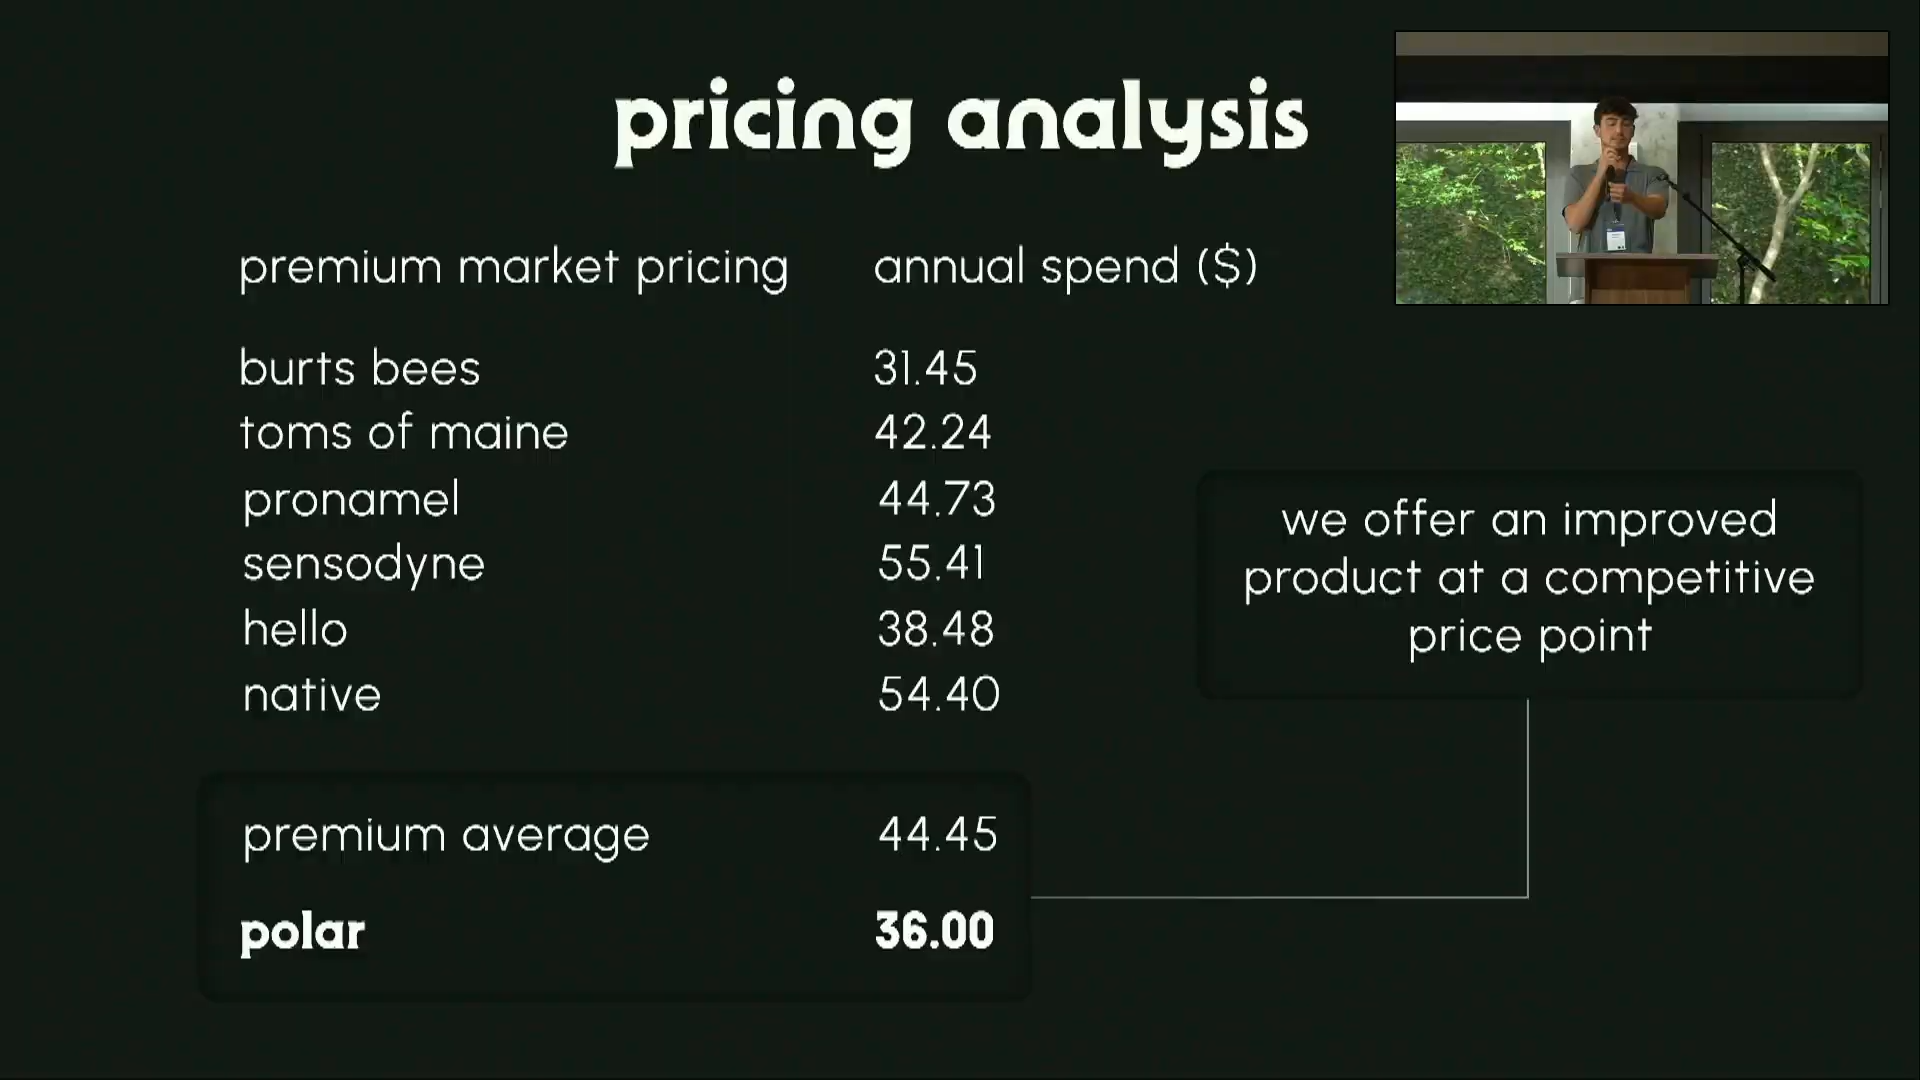 pricing analysis
premium market pricing annual spend ($)
burts bees 31.45
toms of maine 42.24
pronamel 44.73
sensodyne 55.41
hello 38.48
native 54.40
we offer an improved
product at a competitive
price point
premium average 44.45
polar 36.00